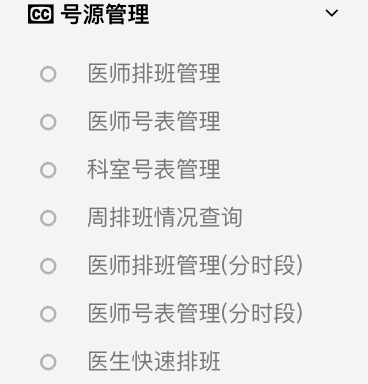 CC 号源管理
医师排班管理
医师号表管理
科室号表管理
周排班情况查询
医师排班管理(分时段)
医师号表管理(分时段)
医生快速排班